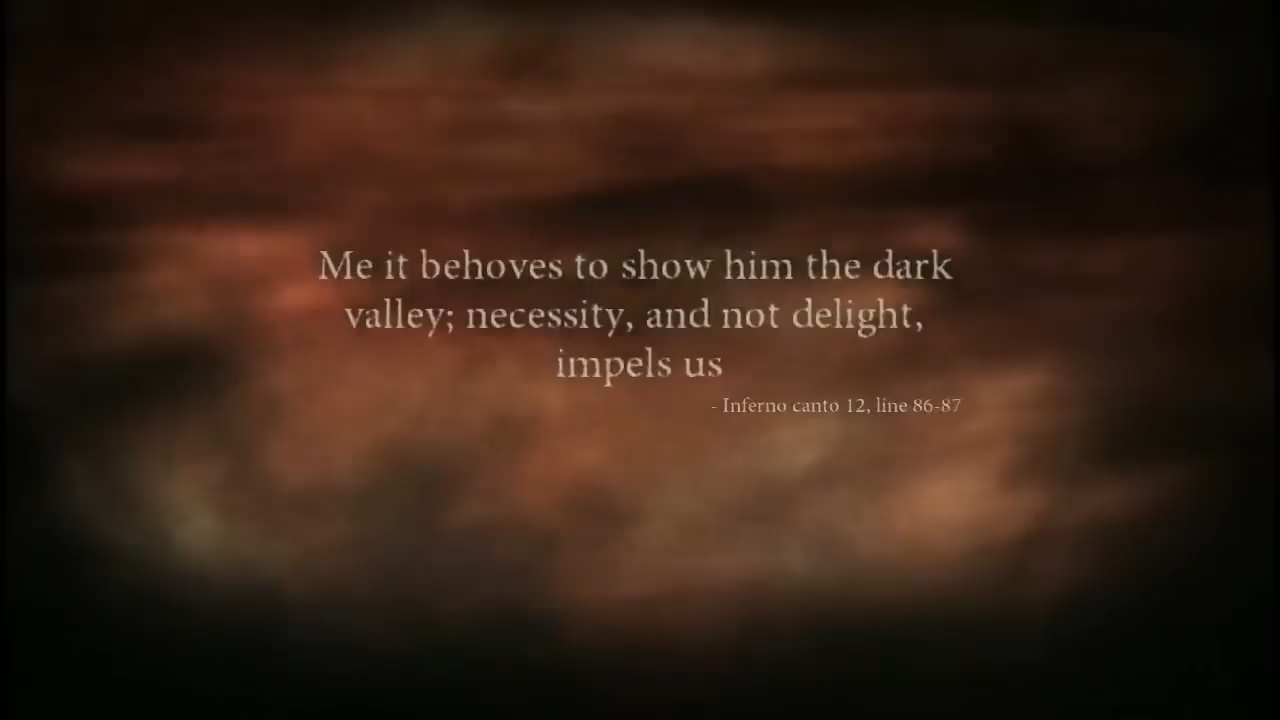 Me it behoves to show him the dark
valley; necessity, and not delight,
impels us
- Inferno canto 12, line 86-87